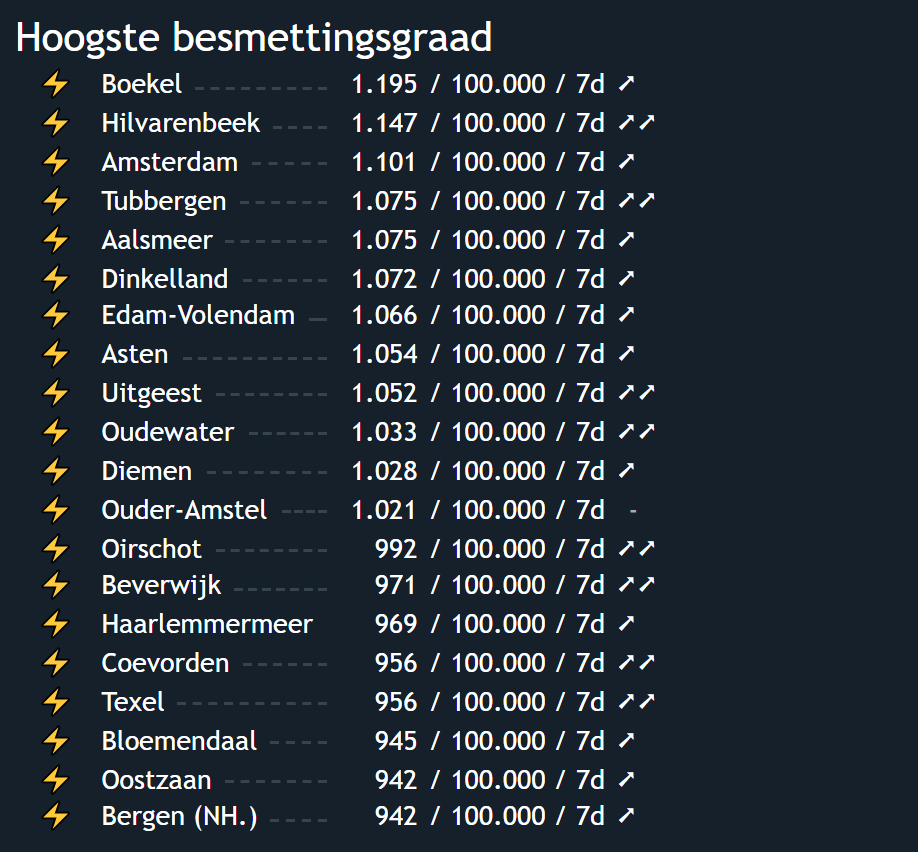 Hoogste besmettingsgraad
Boekel 1.195 / 100.000 / 7d ➚
Hilvarenbeek 1.147 / 100.000 / 7d ➚➚
Amsterdam 1.101 / 100.000 / 7d ➚
Tubbergen 1.075 / 100.000 / 7d ➚➚
Aalsmeer 1.075 / 100.000 / 7d ➚
Dinkelland 1.072 / 100.000 / 7d ➚
Edam-Volendam 1.066 / 100.000 / 7d ➚
Asten 1.054 / 100.000 / 7d ➚
Uitgeest 1.052 / 100.000 / 7d ➚➚
Oudewater 1.033 / 100.000 / 7d ➚➚
Diemen 1.028 / 100.000 / 7d ➚
Ouder-Amstel 1.021 / 100.000 / 7d -
Oirschot 992 / 100.000 / 7d ➚➚
Beverwijk 971 / 100.000 / 7d ➚➚
Haarlemmermeer 969 / 100.000 / 7d ➚
Coevorden 956 / 100.000 / 7d ➚➚
Texel 956 / 100.000 / 7d ➚➚
Bloemendaal 945 / 100.000 / 7d ➚
Oostzaan 942 / 100.000 / 7d ➚
Bergen (NH.) 942 / 100.000 / 7d ➚